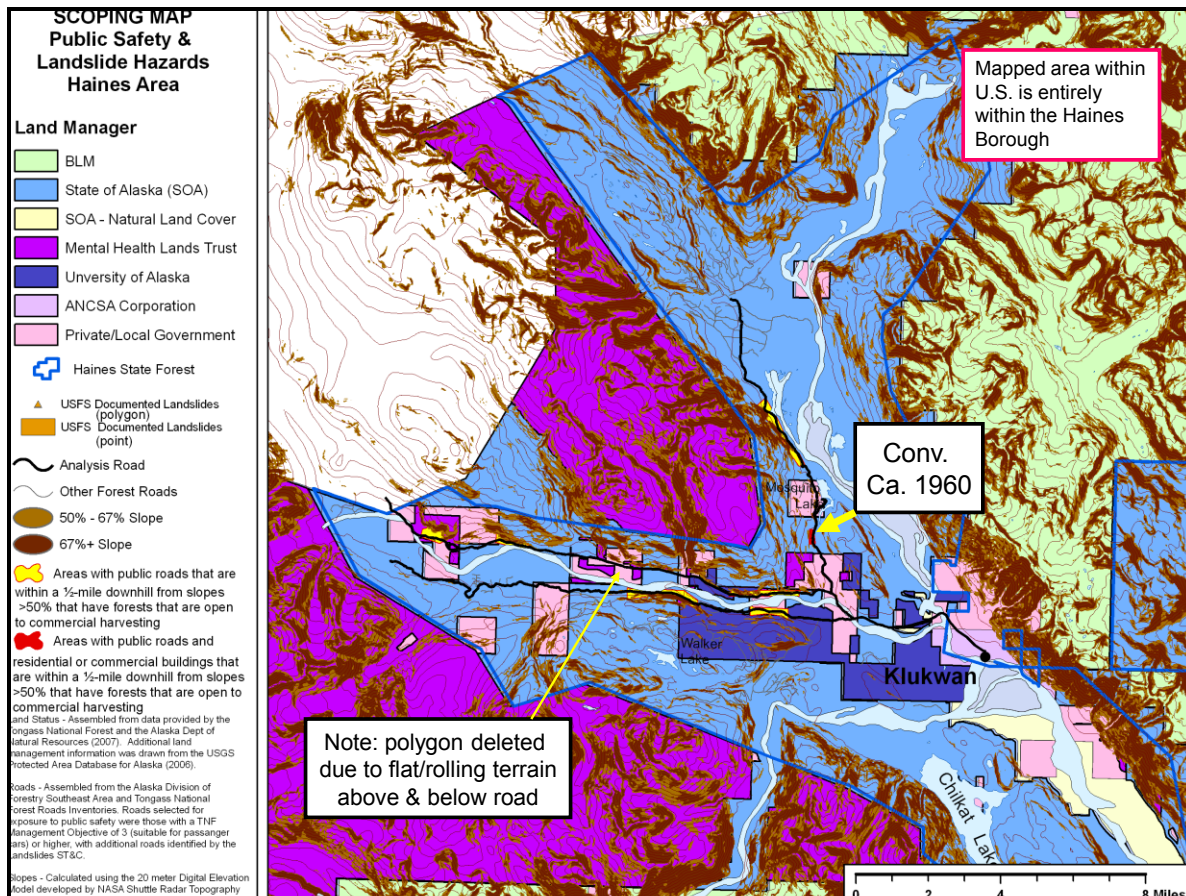 SCOPING MAP
Public Safety &
Landslide Hazards
Haines Area
Land Manager
BLM
State of Alaska (SOA)
SOA - Natural Land Cover
Mental Health Lands Trust
Unversity of Alaska
ANCSA Corporation
Private/Local Government
Haines State Forest
USFS Documented Landslides
(polygon)
USFS Documented Landslides
(point)
Analysis Road
Other Forest Roads
50% - 67% Slope
67%+ Slope
Areas with public roads that are
within a ½-mile downhill from slopes
>50% that have forests that are open
to commercial harvesting
Areas with public roads and
residential or commercial buildings that
are within a ½-mile downhill from slopes
>50% that have forests that are open to
commercial harvesting
Land Status - Assembled from data provided by the
Tongass National Forest and the Alaska Dept of
Natural Resources (2007). Additional land
management information was drawn from the USGS
Protected Area Database for Alaska (2006).
Roads - Assembled from the Alaska Division of
Forestry Southeast Area and Tongass National
Forest Roads Inventories. Roads selected for
exposure to public safety were those with a TNF
Management Objective of 3 (suitable for passanger
cars) or higher, with additional roads identified by the
Landslides ST&C.
Slopes - Calculated using the 20 meter Digital Elevation
Model developed by NASA Shuttle Radar Topography
Mapped area within
U.S. is entirely
within the Haines
Borough
Conv.
Ca. 1960
Mosquito
Lake
Walker
Lake
Klukwan
Note: polygon deleted
due to flat/rolling terrain
above & below road
Chilkat Lake
0 2 4 8 Miles